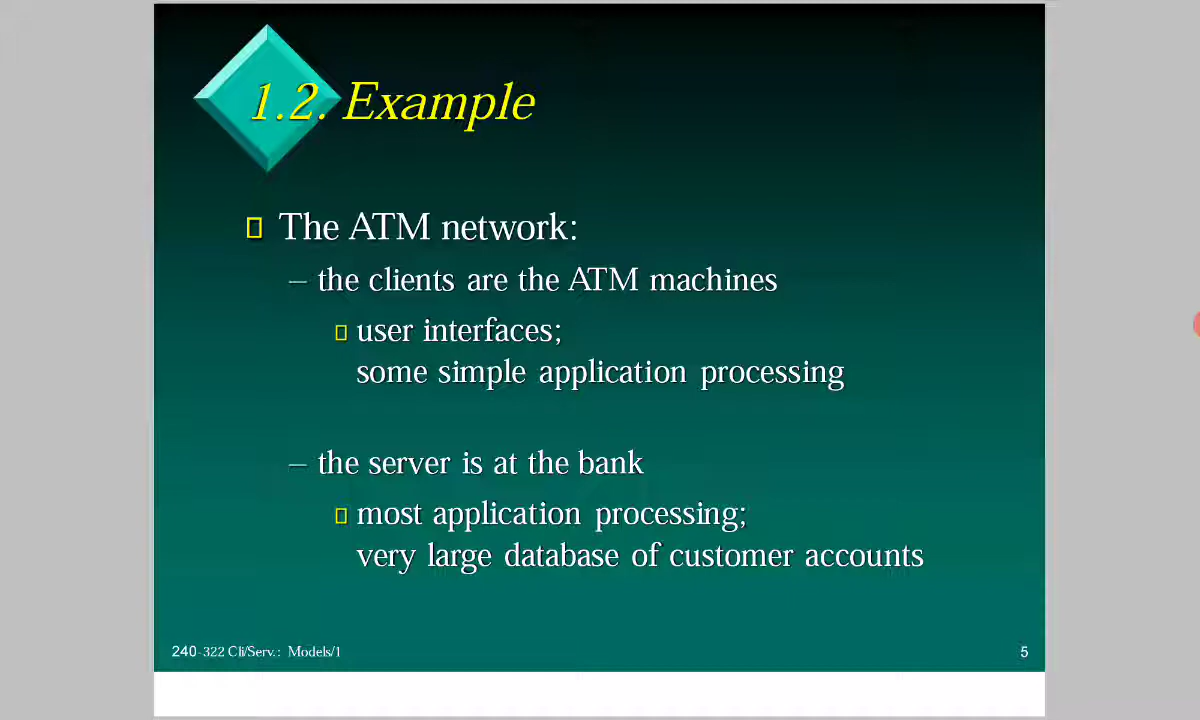 1.2. Example
The ATM network:
– the clients are the ATM machines
user interfaces;
some simple application processing
– the server is at the bank
most application processing;
very large database of customer accounts
240-322 Cli/Serv.: Models/1
5